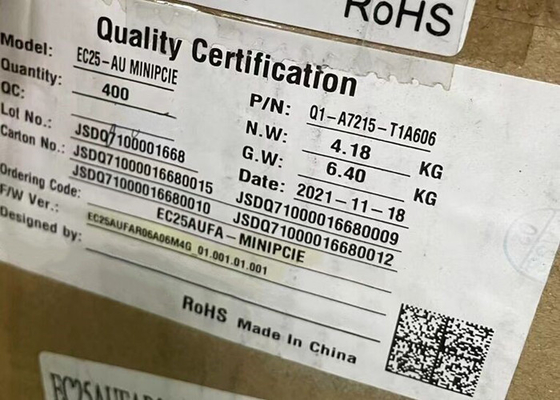 RoHS
Quality Certification
Model: EC25-AU MINIPCIE
Quantity: 400
QC:
Lot No.: JSDQ7100001668
Carton No.: JSDQ71000016680015 JSDQ71000016680009
JSDQ71000016680010 JSDQ71000016680012
P/N: Q1-A7215-T1A606
N.W: 4.18 KG
G.W: 6.40 KG
Date: 2021-11-18
Ordering Code: EC25AUFA-MINIPCIE
F/W Ver.: EC25AUFAR06A06M4G_01.001.01.001
Designed by:
RoHS Made in China